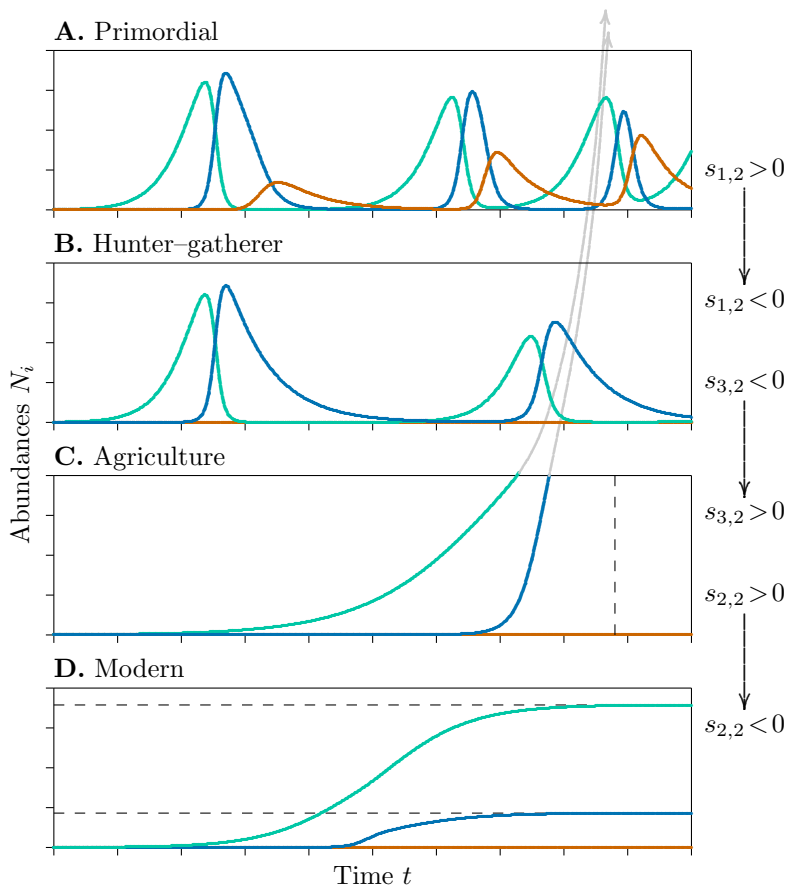 A. Primordial
s₁,₂>0
B. Hunter–gatherer
s₁,₂<0
s₃,₂<0
Abundances Nᵢ
C. Agriculture
s₃,₂>0
s₂,₂>0
D. Modern
s₂,₂<0
Time t